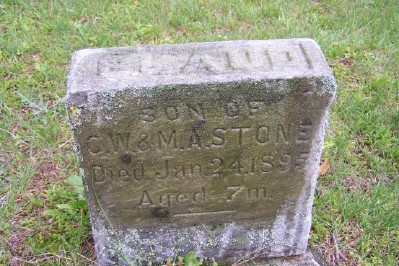 SON OF
C.W. & M.A. STONE
Died Jan. 24, 1895
Aged 7m.